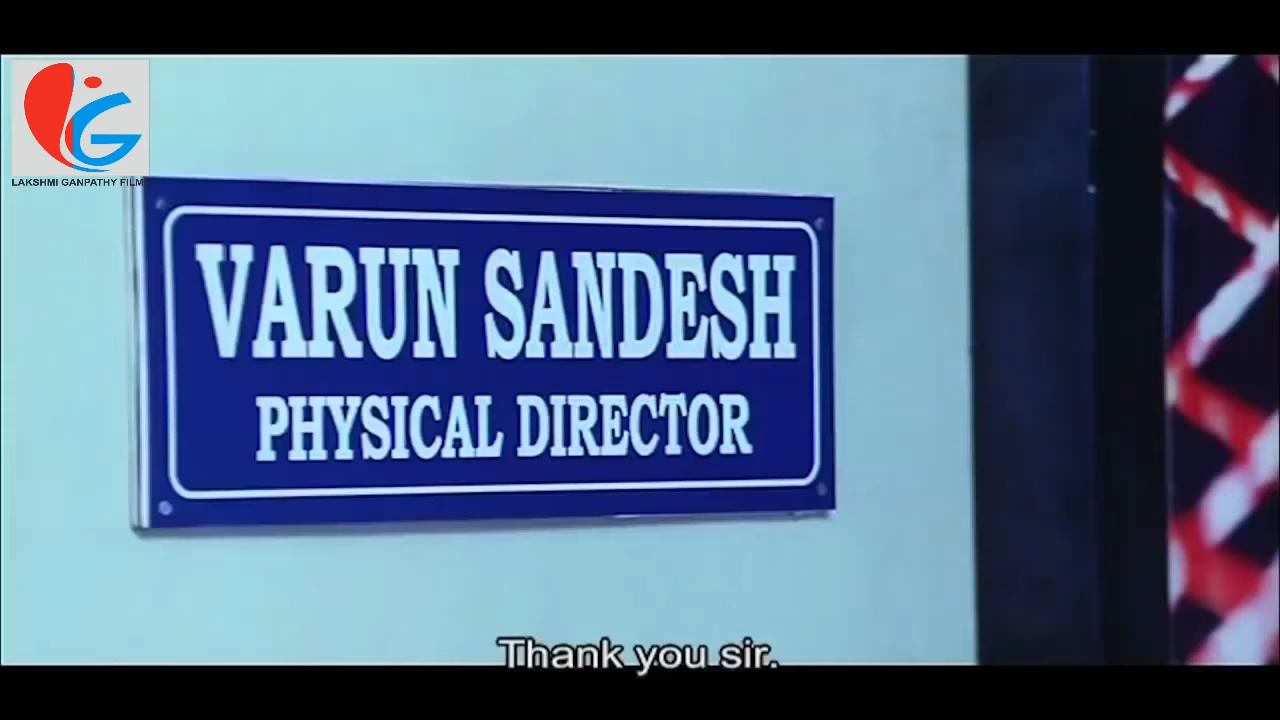 LAKSHMI GANPATHY FILM
VARUN SANDESH
PHYSICAL DIRECTOR
Thank you sir.